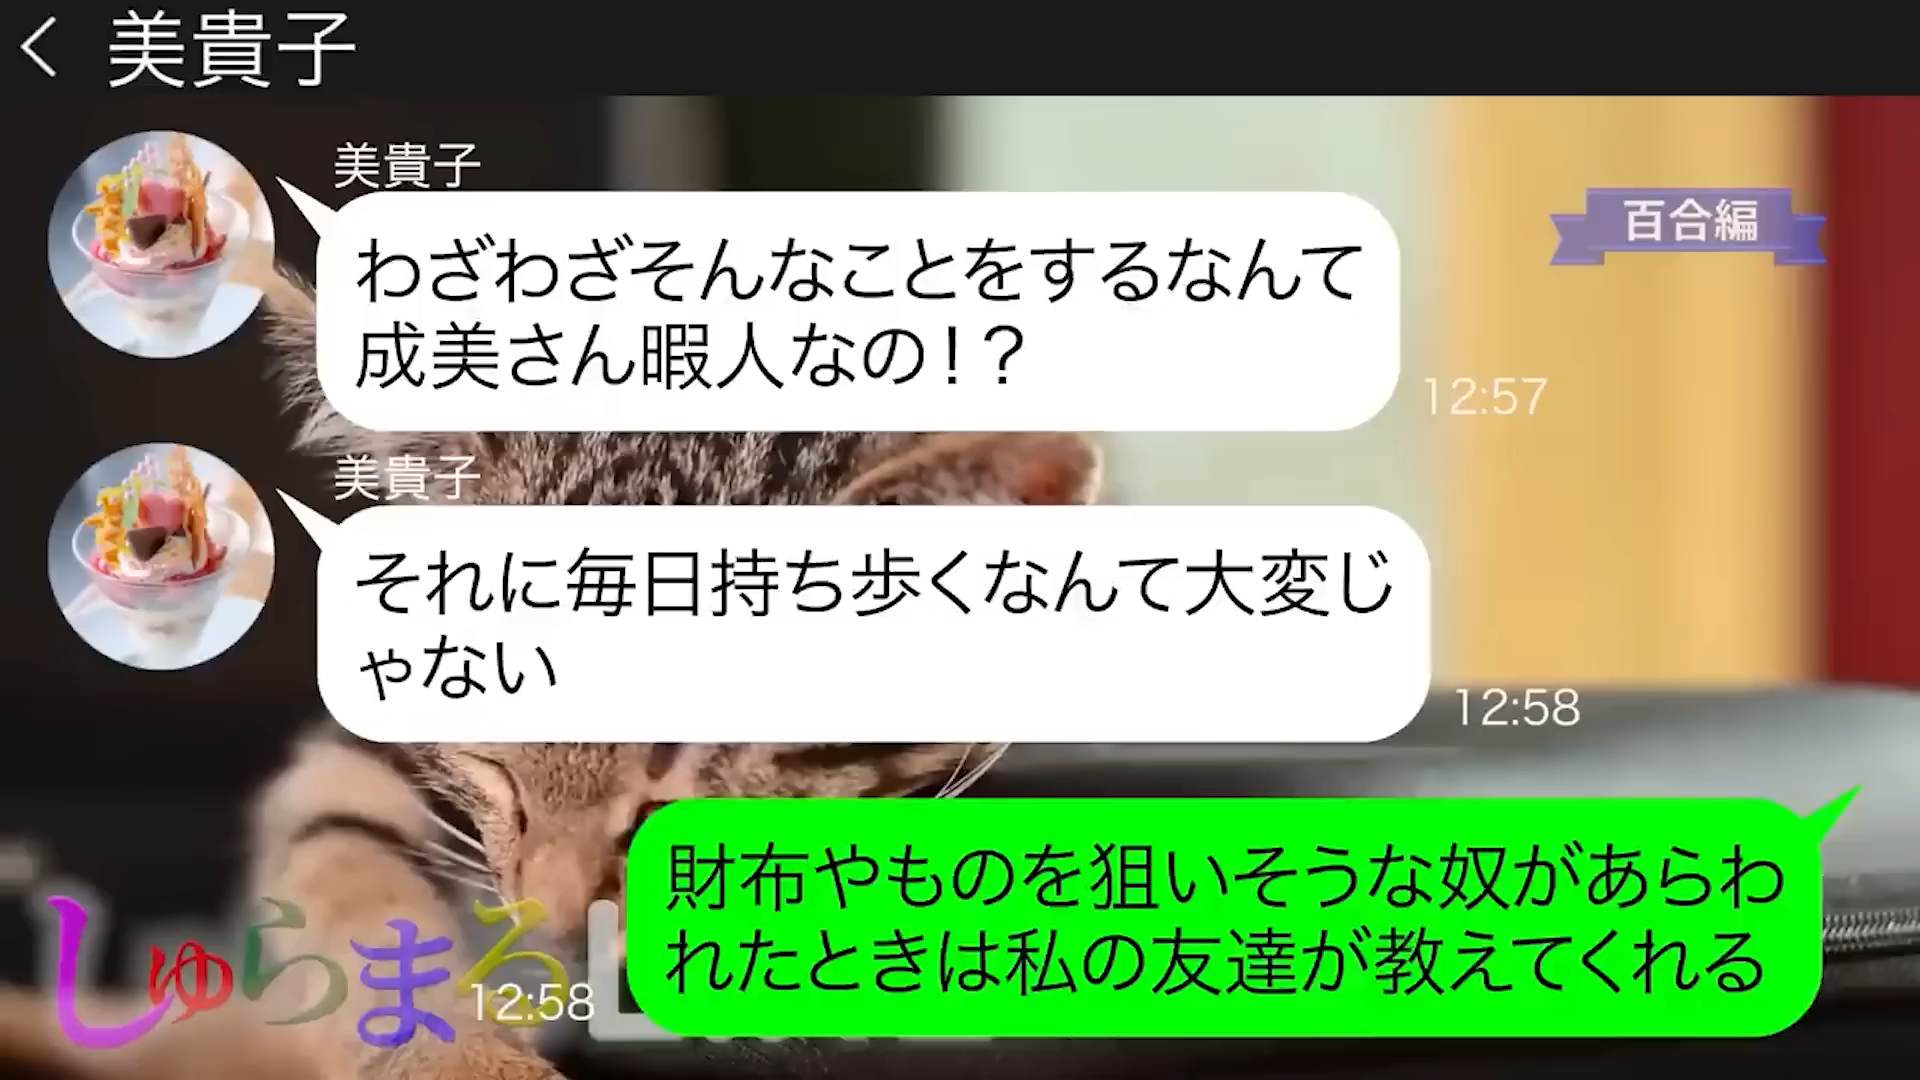 美貴子
美貴子
わざわざそんなことをするなんて
成美さん暇人なの！？
12:57
百合編
美貴子
それに毎日持ち歩くなんて大変じ
ゃない
12:58
財布やものを狙いそうな奴があらわ
れたときは私の友達が教えてくれる
12:58
しゅらまる